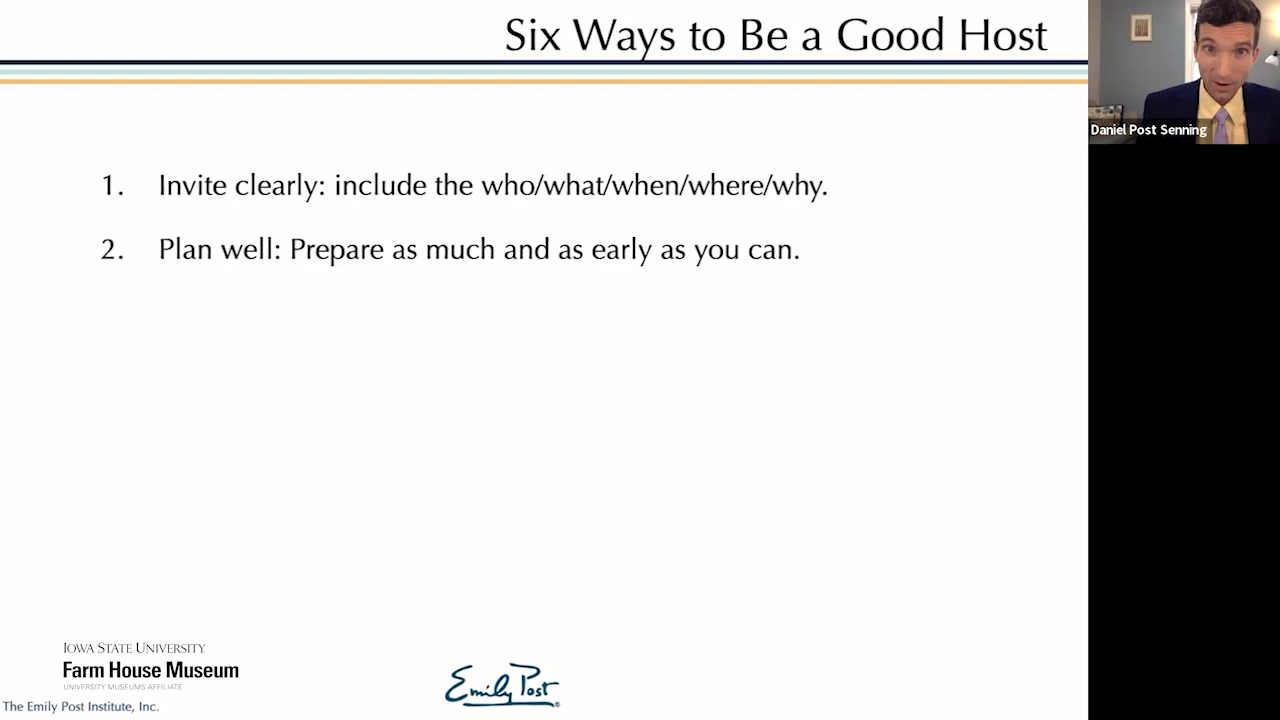 Six Ways to Be a Good Host
Daniel Post Senning
1. Invite clearly: include the who/what/when/where/why.
2. Plan well: Prepare as much and as early as you can.
IOWA STATE UNIVERSITY
Farm House Museum
UNIVERSITY MUSEUMS AFFILIATE
Emily Post®
The Emily Post Institute, Inc.